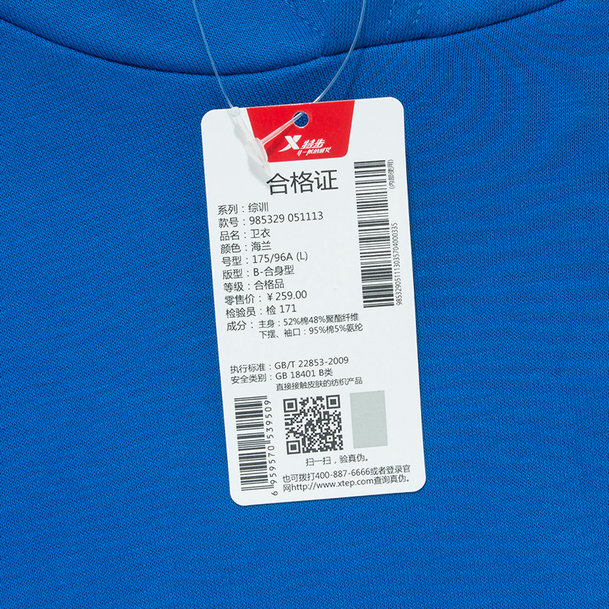 X 特步
合格证
系列：综训
款号：985329 051113
品名：卫衣
颜色：海兰
号型：175/96A (L)
版型：B-合身型
等级：合格品
零售价：￥259.00
检验员：检 171
成分：主身：52%棉48%聚酯纤维
下摆、袖口：95%棉5%氨纶
执行标准：GB/T 22853-2009
安全类别：GB 18401 B类
直接接触皮肤的纺织产品
扫一扫，验真伪。
也可拨打400-887-6666或者登录官
网http://www.xtep.com查询真伪。
6 959570 539509
(内部使用)
98532905111303570400033S